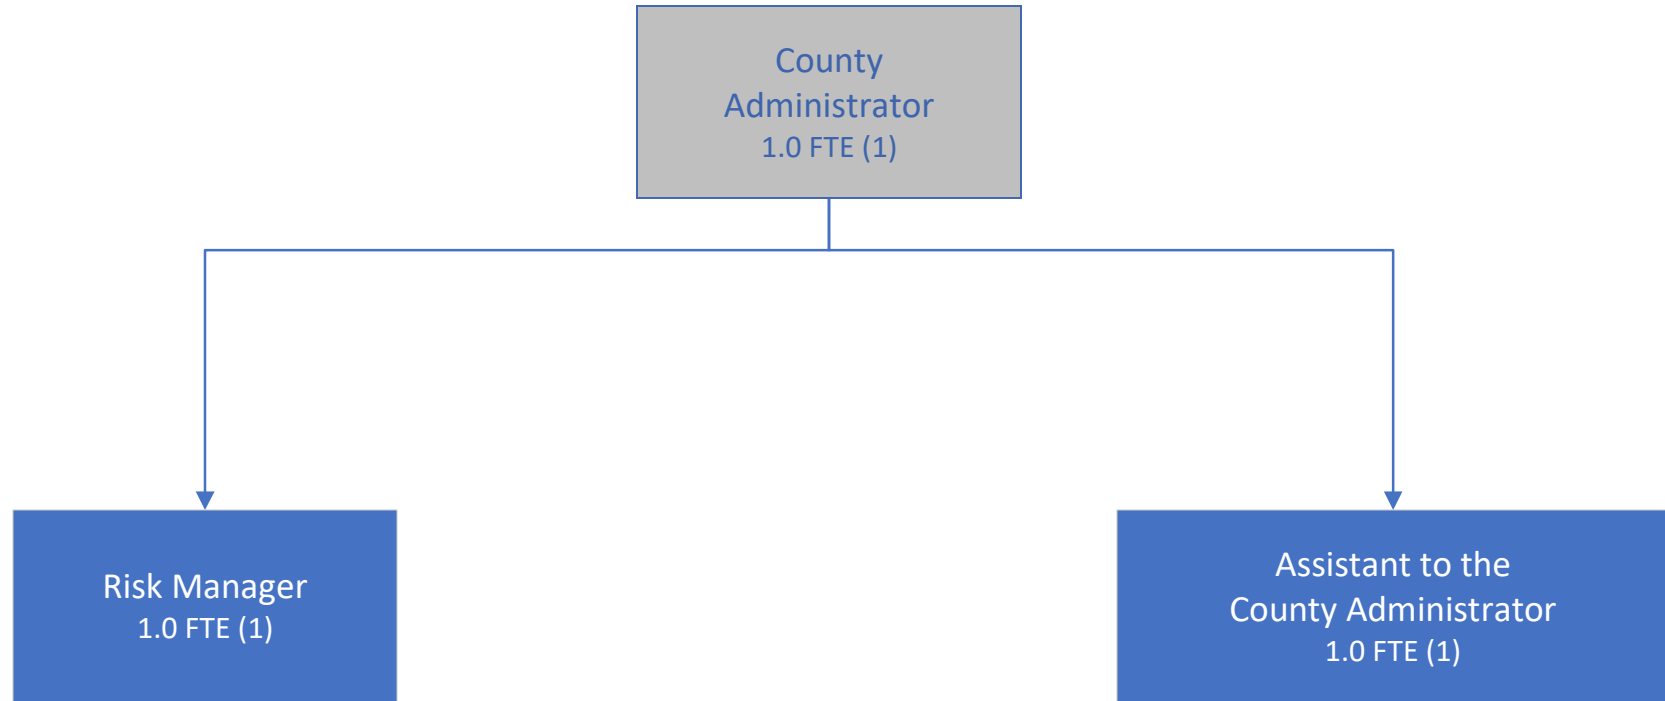 County
Administrator
1.0 FTE (1)
Risk Manager
1.0 FTE (1)
Assistant to the
County Administrator
1.0 FTE (1)